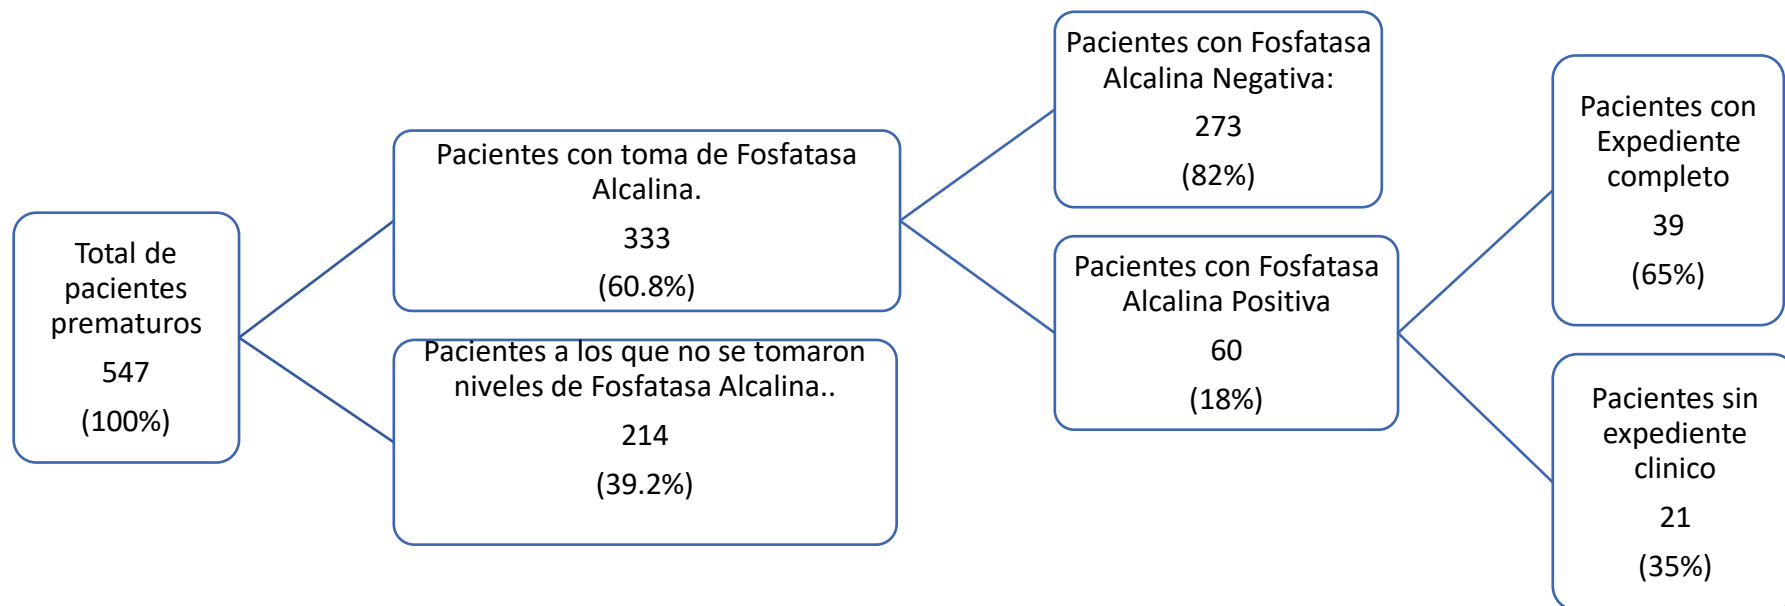 Total de
pacientes
prematuros
547
(100%)
Pacientes con toma de Fosfatasa
Alcalina.
333
(60.8%)
Pacientes a los que no se tomaron
niveles de Fosfatasa Alcalina..
214
(39.2%)
Pacientes con Fosfatasa
Alcalina Negativa:
273
(82%)
Pacientes con Fosfatasa
Alcalina Positiva
60
(18%)
Pacientes con
Expediente
completo
39
(65%)
Pacientes sin
expediente
clinico
21
(35%)